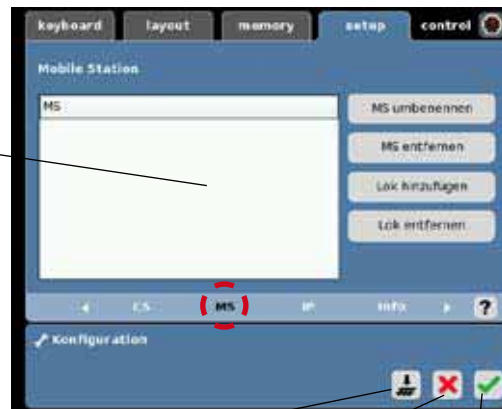 keyboard layout memory setup control
Mobile Station
MS
MS umbenennen
MS entfernen
Lok hinzufügen
Lok entfernen
CS MS IP Info ?
Konfiguration